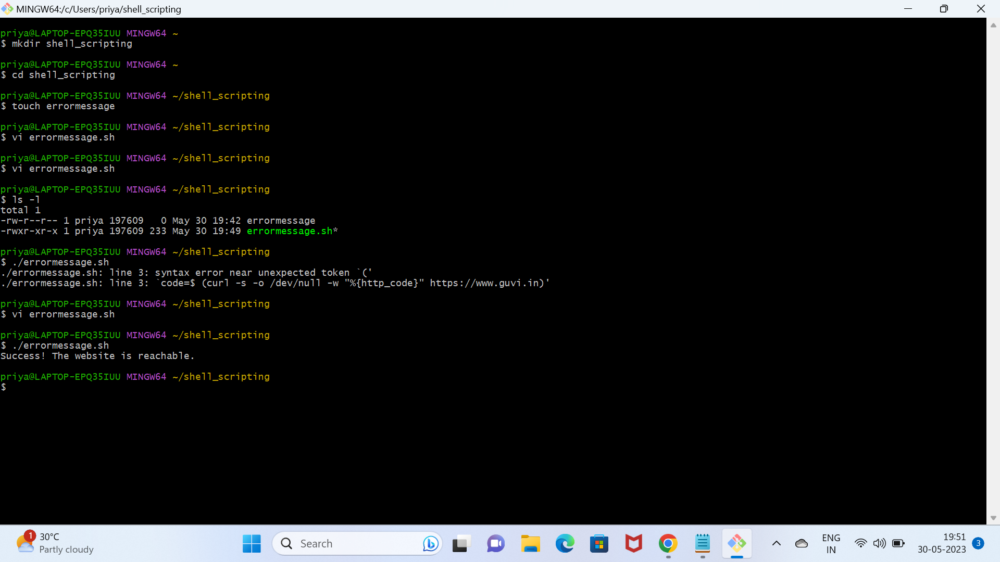 MINGW64:/c/Users/priya/shell_scripting
priya@LAPTOP-EPQ35IUU MINGW64 ~
$ mkdir shell_scripting
priya@LAPTOP-EPQ35IUU MINGW64 ~
$ cd shell_scripting
priya@LAPTOP-EPQ35IUU MINGW64 ~/shell_scripting
$ touch errormessage
priya@LAPTOP-EPQ35IUU MINGW64 ~/shell_scripting
$ vi errormessage.sh
priya@LAPTOP-EPQ35IUU MINGW64 ~/shell_scripting
$ vi errormessage.sh
priya@LAPTOP-EPQ35IUU MINGW64 ~/shell_scripting
$ ls -l
total 1
-rw-r--r-- 1 priya 197609   0 May 30 19:42 errormessage
-rwxr-xr-x 1 priya 197609 233 May 30 19:49 errormessage.sh*
priya@LAPTOP-EPQ35IUU MINGW64 ~/shell_scripting
$ ./errormessage.sh
./errormessage.sh: line 3: syntax error near unexpected token `('
./errormessage.sh: line 3: `code=$ (curl -s -o /dev/null -w "%{http_code}" https://www.guvi.in)'
priya@LAPTOP-EPQ35IUU MINGW64 ~/shell_scripting
$ vi errormessage.sh
priya@LAPTOP-EPQ35IUU MINGW64 ~/shell_scripting
$ ./errormessage.sh
Success! The website is reachable.
priya@LAPTOP-EPQ35IUU MINGW64 ~/shell_scripting
$
1
30°C
Partly cloudy
Search
ENG
IN
19:51
30-05-2023
3